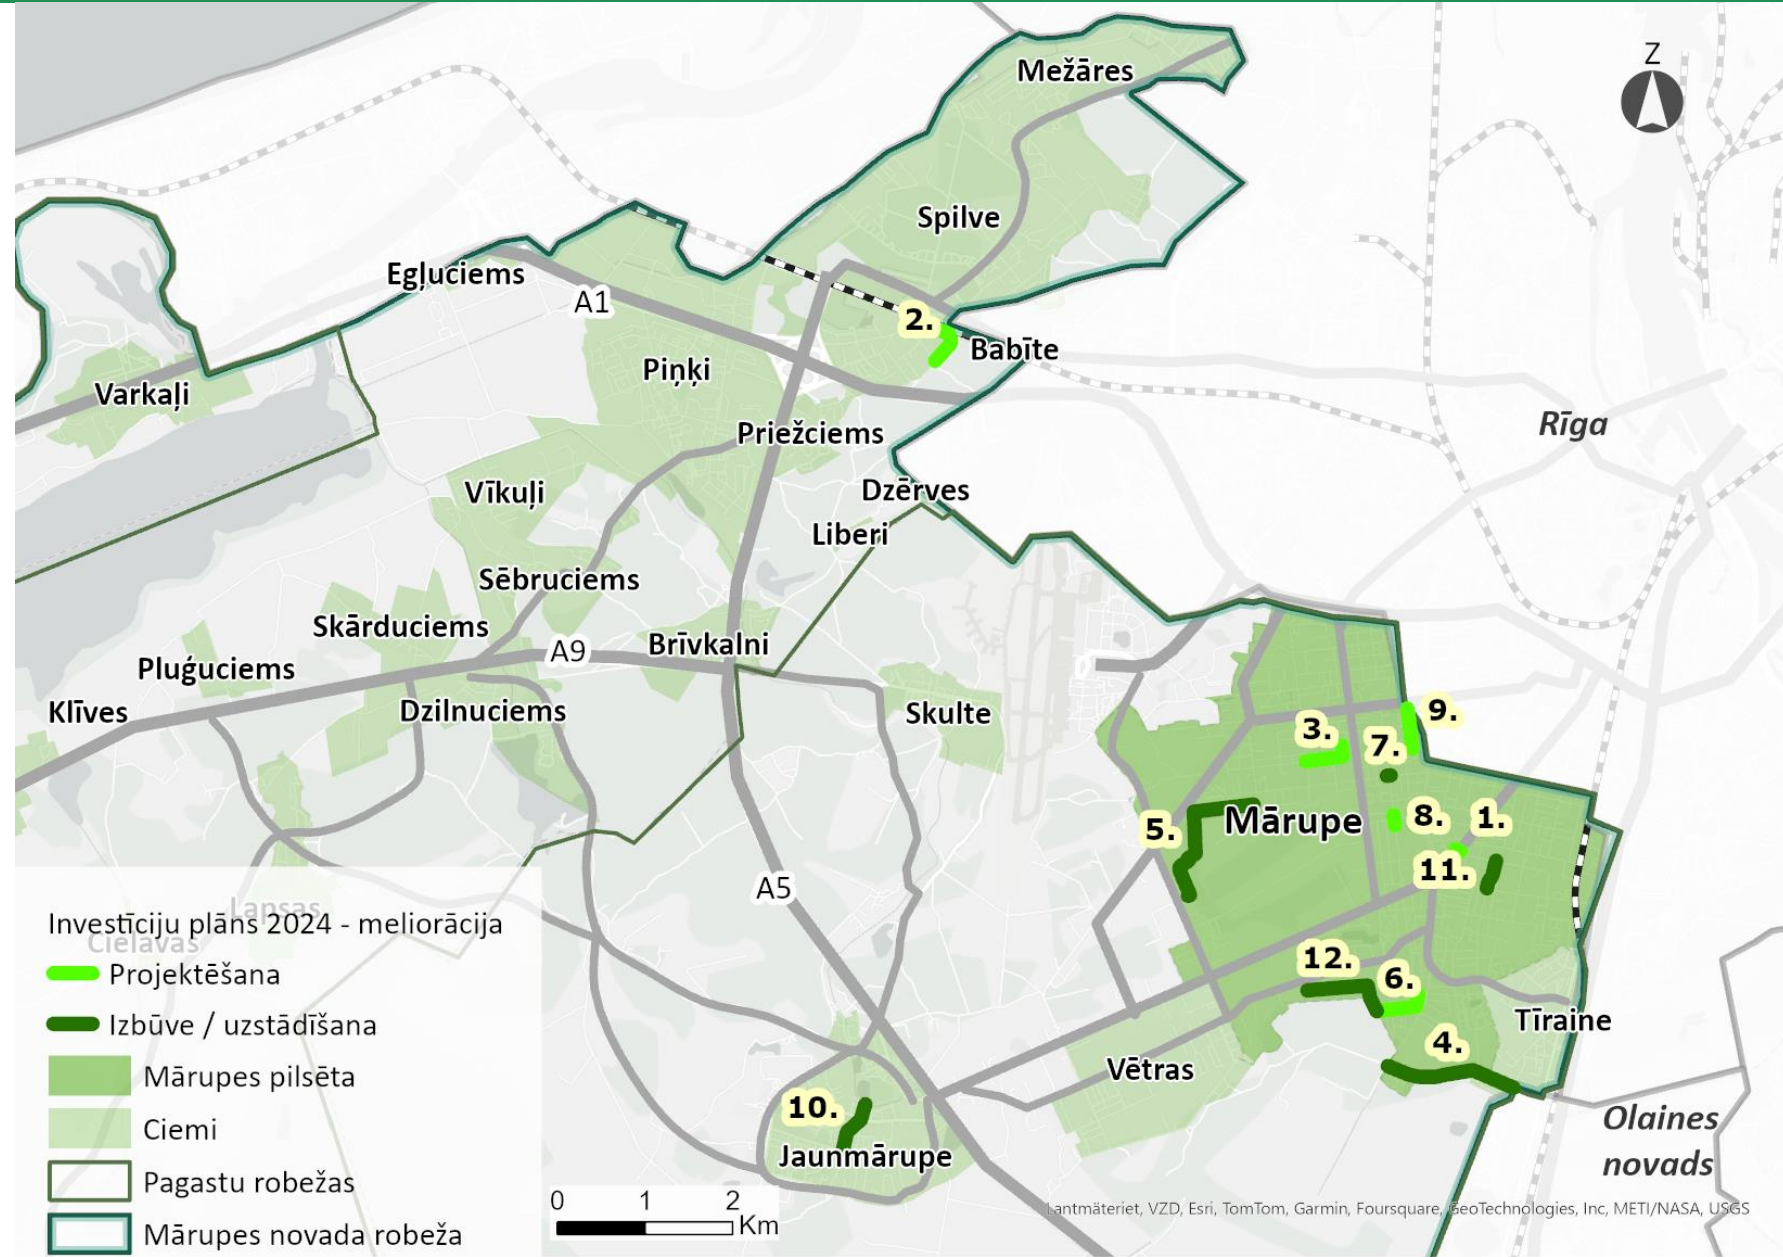 Z
Mežāres
Spilve
Egļuciems
A1
2.
Babīte
Piņķi
Varkaļi
Rīga
Priežciems
Vīkuļi
Dzērves
Liberi
Sēbruciems
Skārduciems
Brīvkalni
A9
Pluģuciems
Klīves
Dzilnuciems
Skulte
9.
3.
7.
Mārupe
8.
1.
5.
11.
A5
Lapsas
Cielavas
12.
6.
Tīraine
4.
Vētras
10.
Jaunmārupe
Olaines
novads
Investīciju plāns 2024 - meliorācija
Projektēšana
Izbūve / uzstādīšana
Mārupes pilsēta
Ciemi
Pagastu robežas
Mārupes novada robeža
0 1 2
Km
Lantmäteriet, VZD, Esri, TomTom, Garmin, Foursquare, GeoTechnologies, Inc, METI/NASA, USGS